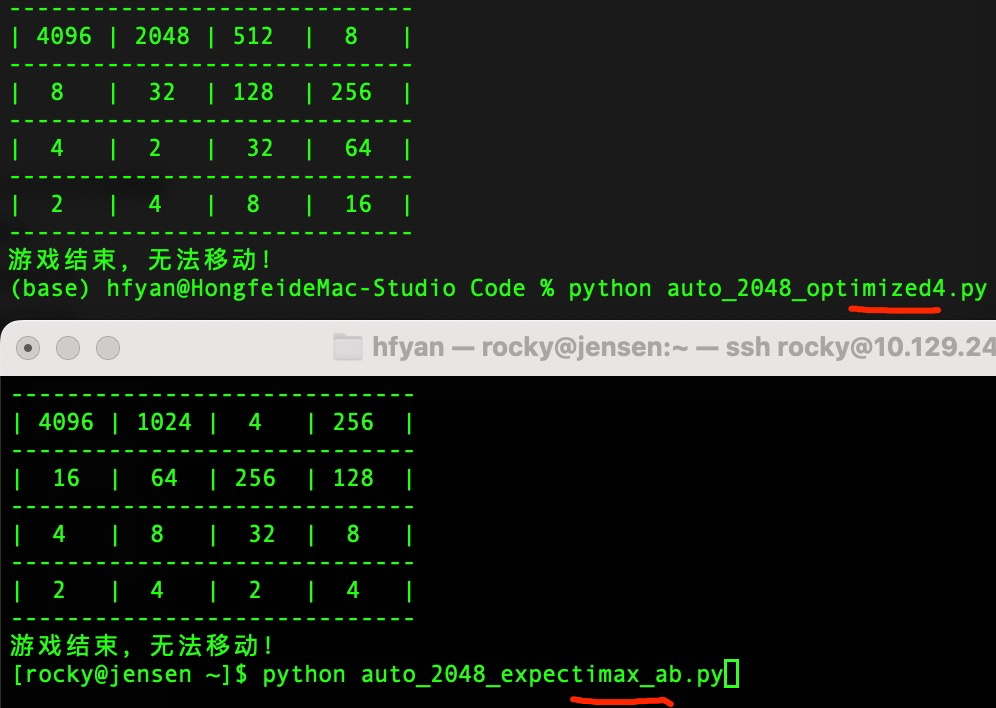 ------------------------------
| 4096 | 2048 | 512 | 8 |
------------------------------
| 8 | 32 | 128 | 256 |
------------------------------
| 4 | 2 | 32 | 64 |
------------------------------
| 2 | 4 | 8 | 16 |
------------------------------
游戏结束，无法移动！
(base) hfyan@HongfeideMac-Studio Code % python auto_2048_optimized4.py
hfyan — rocky@jensen:~ — ssh rocky@10.129.24
------------------------------
| 4096 | 1024 | 4 | 256 |
------------------------------
| 16 | 64 | 256 | 128 |
------------------------------
| 4 | 8 | 32 | 8 |
------------------------------
| 2 | 4 | 2 | 4 |
------------------------------
游戏结束，无法移动！
[rocky@jensen ~]$ python auto_2048_expectimax_ab.py